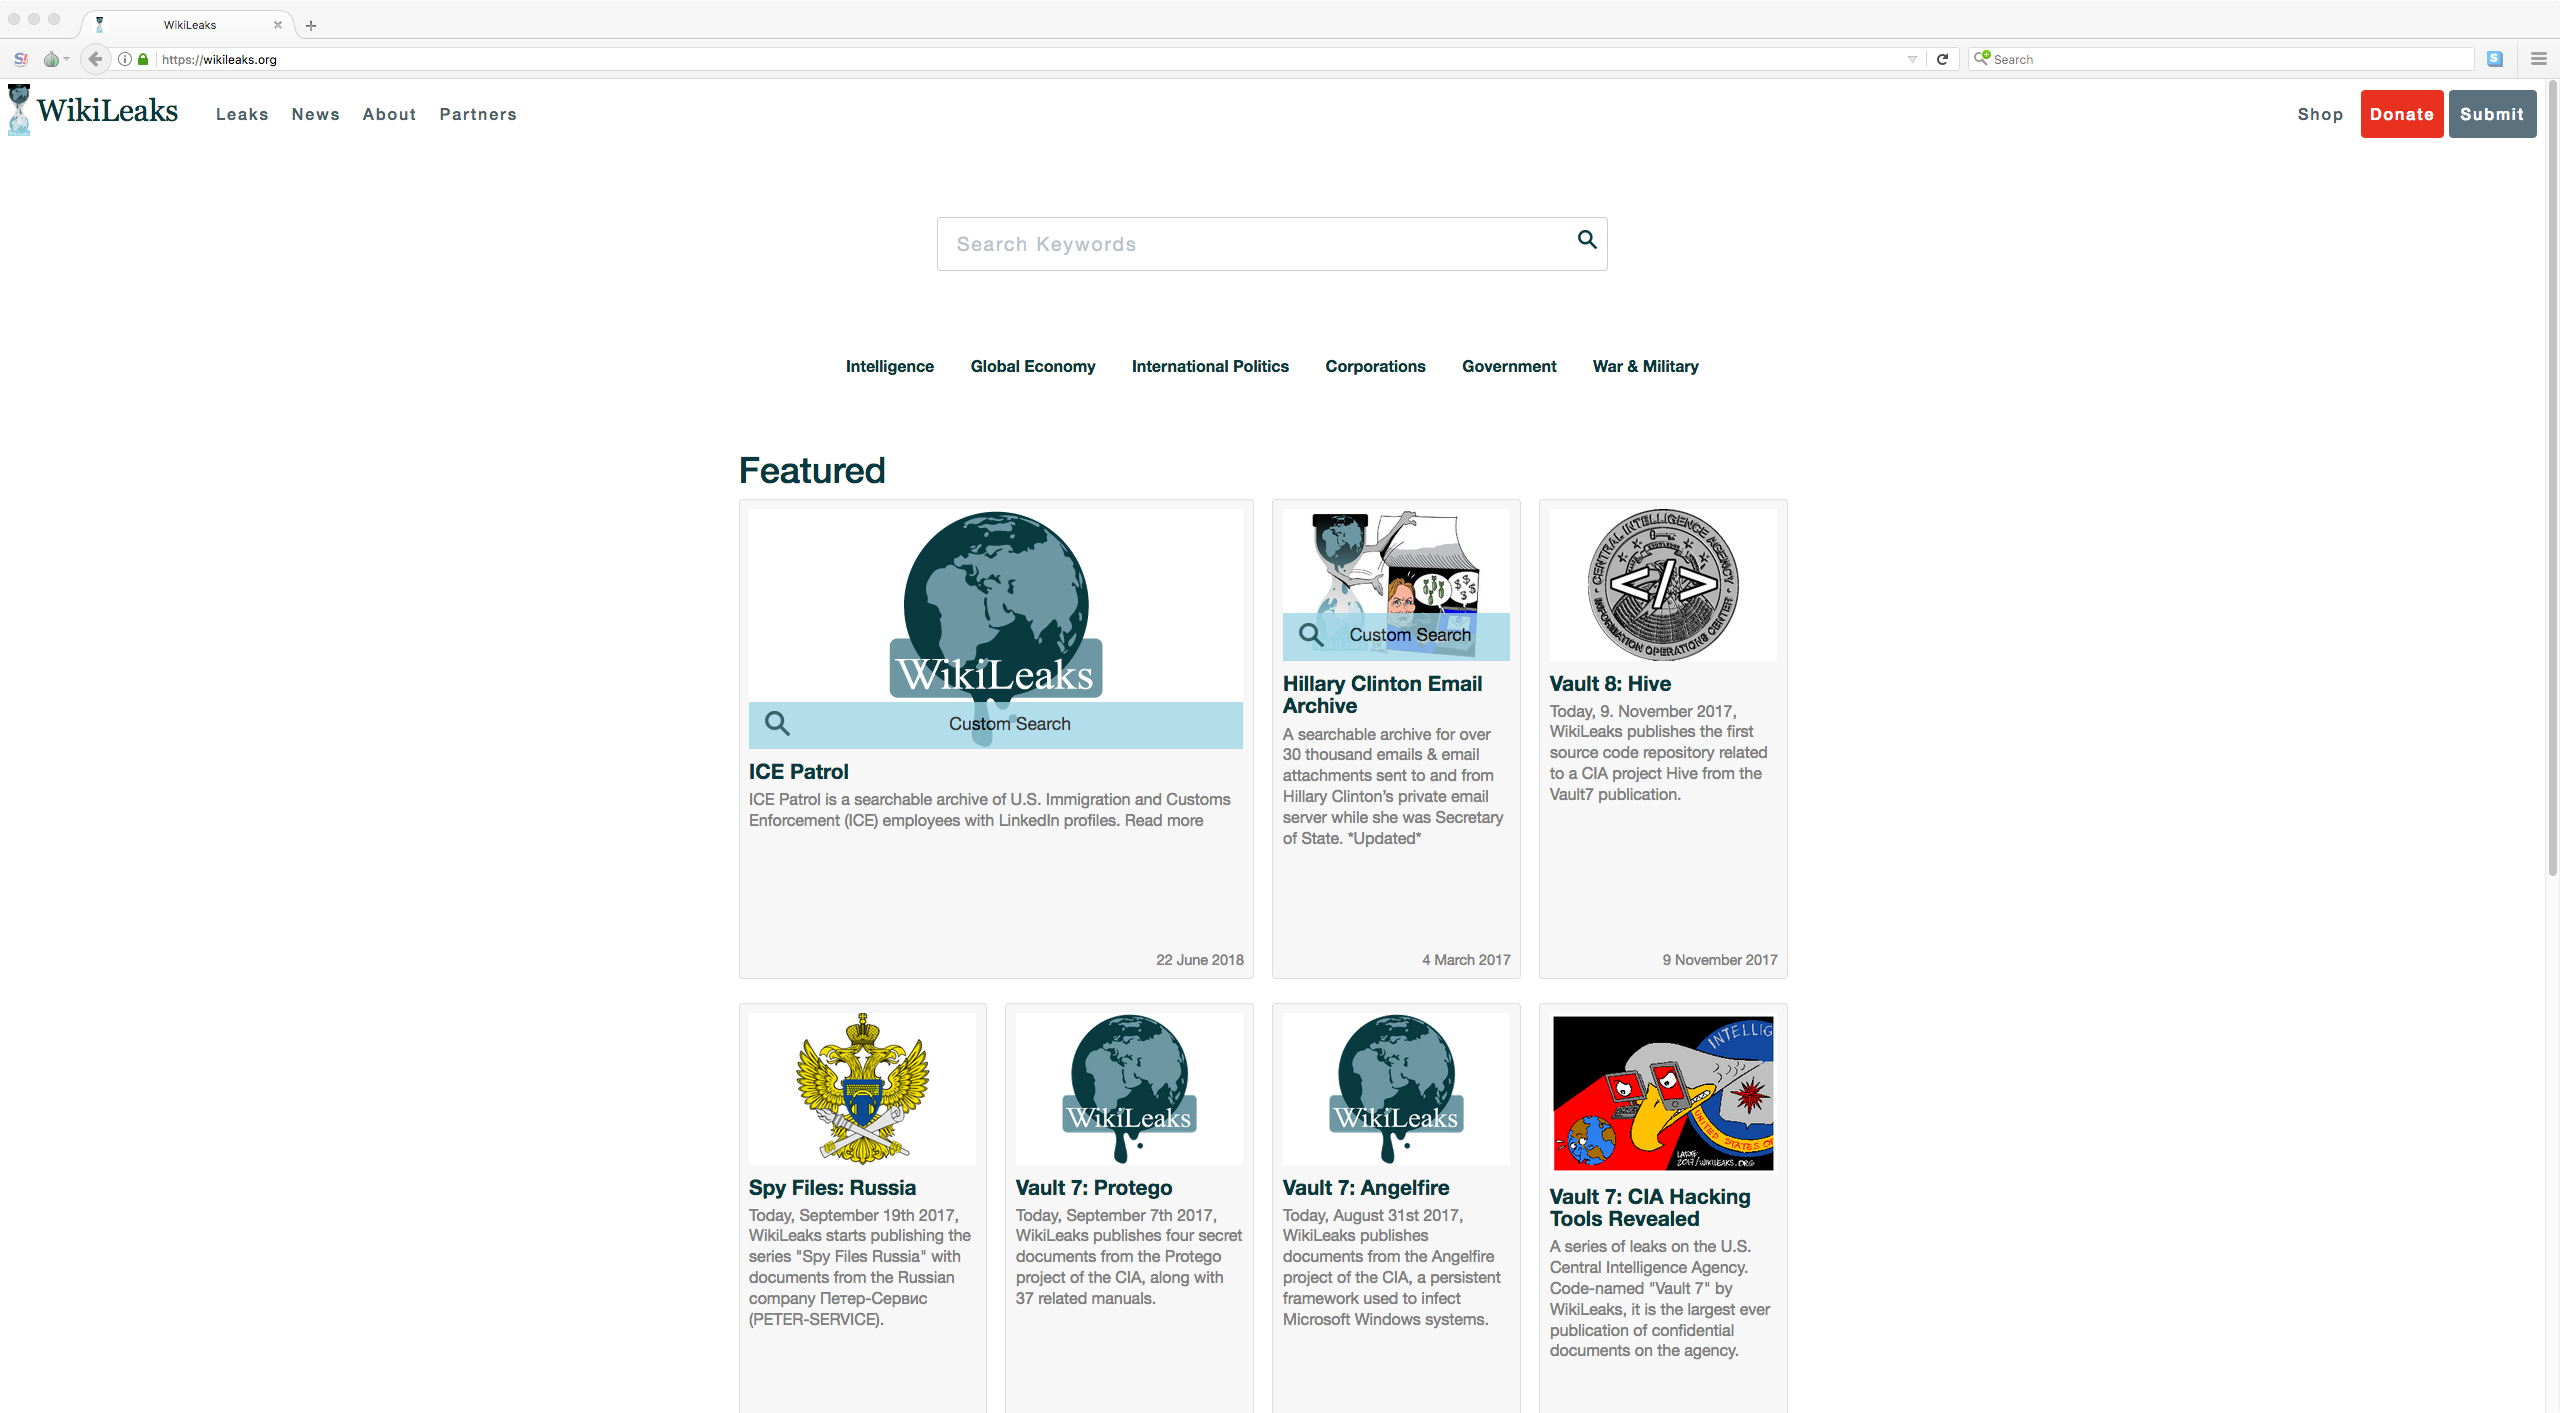 WikiLeaks
https://wikileaks.org
Search
WikiLeaks
Leaks News About Partners
Shop Donate Submit
Search Keywords
Intelligence Global Economy International Politics Corporations Government War & Military
Featured
WikiLeaks
Custom Search
ICE Patrol
ICE Patrol is a searchable archive of U.S. Immigration and Customs
Enforcement (ICE) employees with LinkedIn profiles. Read more
22 June 2018
$ $ $ $
Custom Search
Hillary Clinton Email
Archive
A searchable archive for over
30 thousand emails & email
attachments sent to and from
Hillary Clinton's private email
server while she was Secretary
of State. *Updated*
4 March 2017
CENTRAL INTELLIGENCE AGENCY
</>
INFORMATION OPERATIONS CENTER
Vault 8: Hive
Today, 9. November 2017,
WikiLeaks publishes the first
source code repository related
to a CIA project Hive from the
Vault7 publication.
9 November 2017
Spy Files: Russia
Today, September 19th 2017,
WikiLeaks starts publishing the
series "Spy Files Russia" with
documents from the Russian
company Петер-Сервис
(PETER-SERVICE).
WikiLeaks
Vault 7: Protego
Today, September 7th 2017,
WikiLeaks publishes four secret
documents from the Protego
project of the CIA, along with
37 related manuals.
WikiLeaks
Vault 7: Angelfire
Today, August 31st 2017,
WikiLeaks publishes
documents from the Angelfire
project of the CIA, a persistent
framework used to infect
Microsoft Windows systems.
INTELLIG
UNITED STATES OF
2017/WIKILEAKS.ORG
Vault 7: CIA Hacking
Tools Revealed
A series of leaks on the U.S.
Central Intelligence Agency.
Code-named "Vault 7" by
WikiLeaks, it is the largest ever
publication of confidential
documents on the agency.